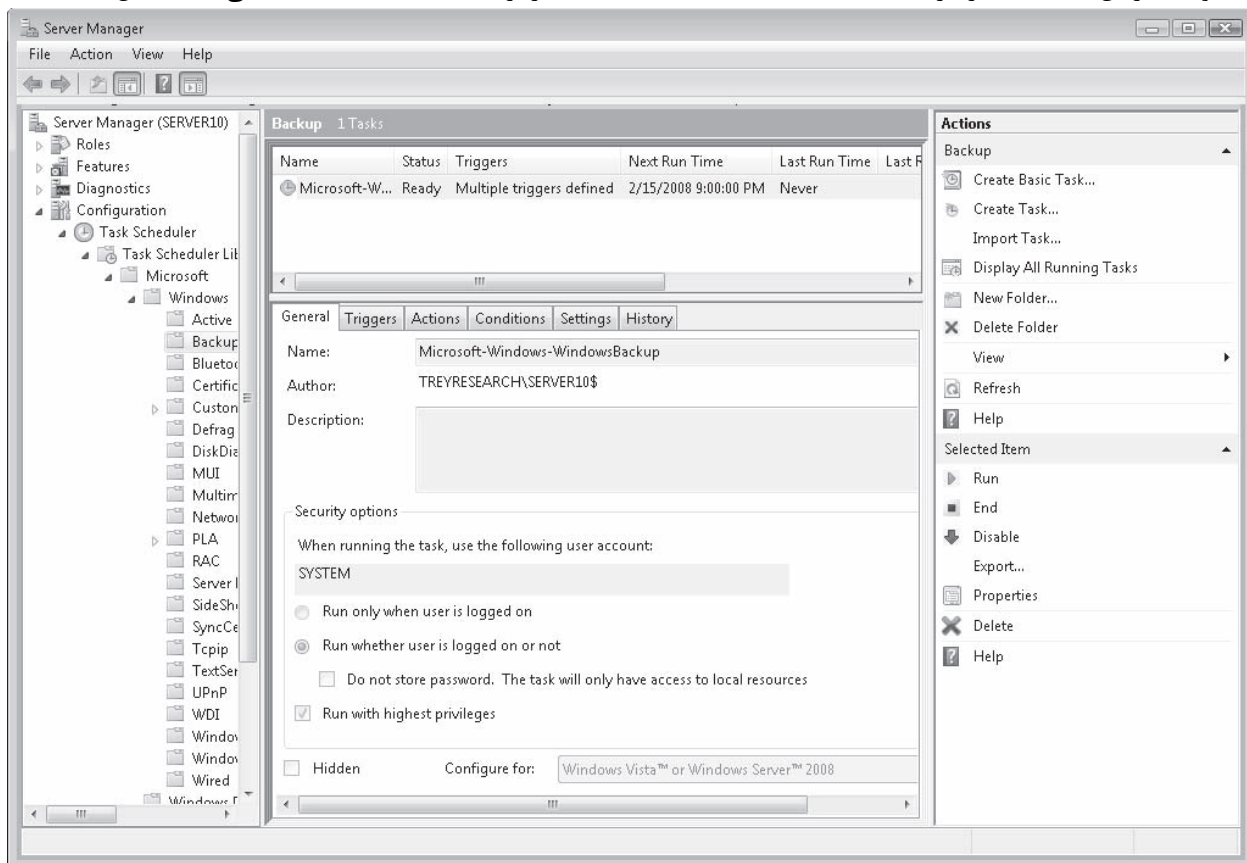 Server Manager
File Action View Help
Server Manager (SERVER10)
Roles
Features
Diagnostics
Configuration
Task Scheduler
Task Scheduler Lib
Microsoft
Windows
Active
Backup
Bluetoo
Certific
Custon
Defrag
DiskDia
MUI
Multim
Networ
PLA
RAC
Server
SideSh
SyncCe
Tcpip
TextSer
UPnP
WDI
Window
Window
Wired
Windows
Backup 1 Tasks
Name Status Triggers Next Run Time Last Run Time Last R
Microsoft-W... Ready Multiple triggers defined 2/15/2008 9:00:00 PM Never
General Triggers Actions Conditions Settings History
Name: Microsoft-Windows-WindowsBackup
Author: TREYRESEARCH\SERVER10$
Description:
Security options
When running the task, use the following user account:
SYSTEM
Run only when user is logged on
Run whether user is logged on or not
Do not store password. The task will only have access to local resources
Run with highest privileges
Hidden Configure for: Windows Vista™ or Windows Server™ 2008
Actions
Backup
Create Basic Task...
Create Task...
Import Task...
Display All Running Tasks
New Folder...
Delete Folder
View
Refresh
Help
Selected Item
Run
End
Disable
Export...
Properties
Delete
Help